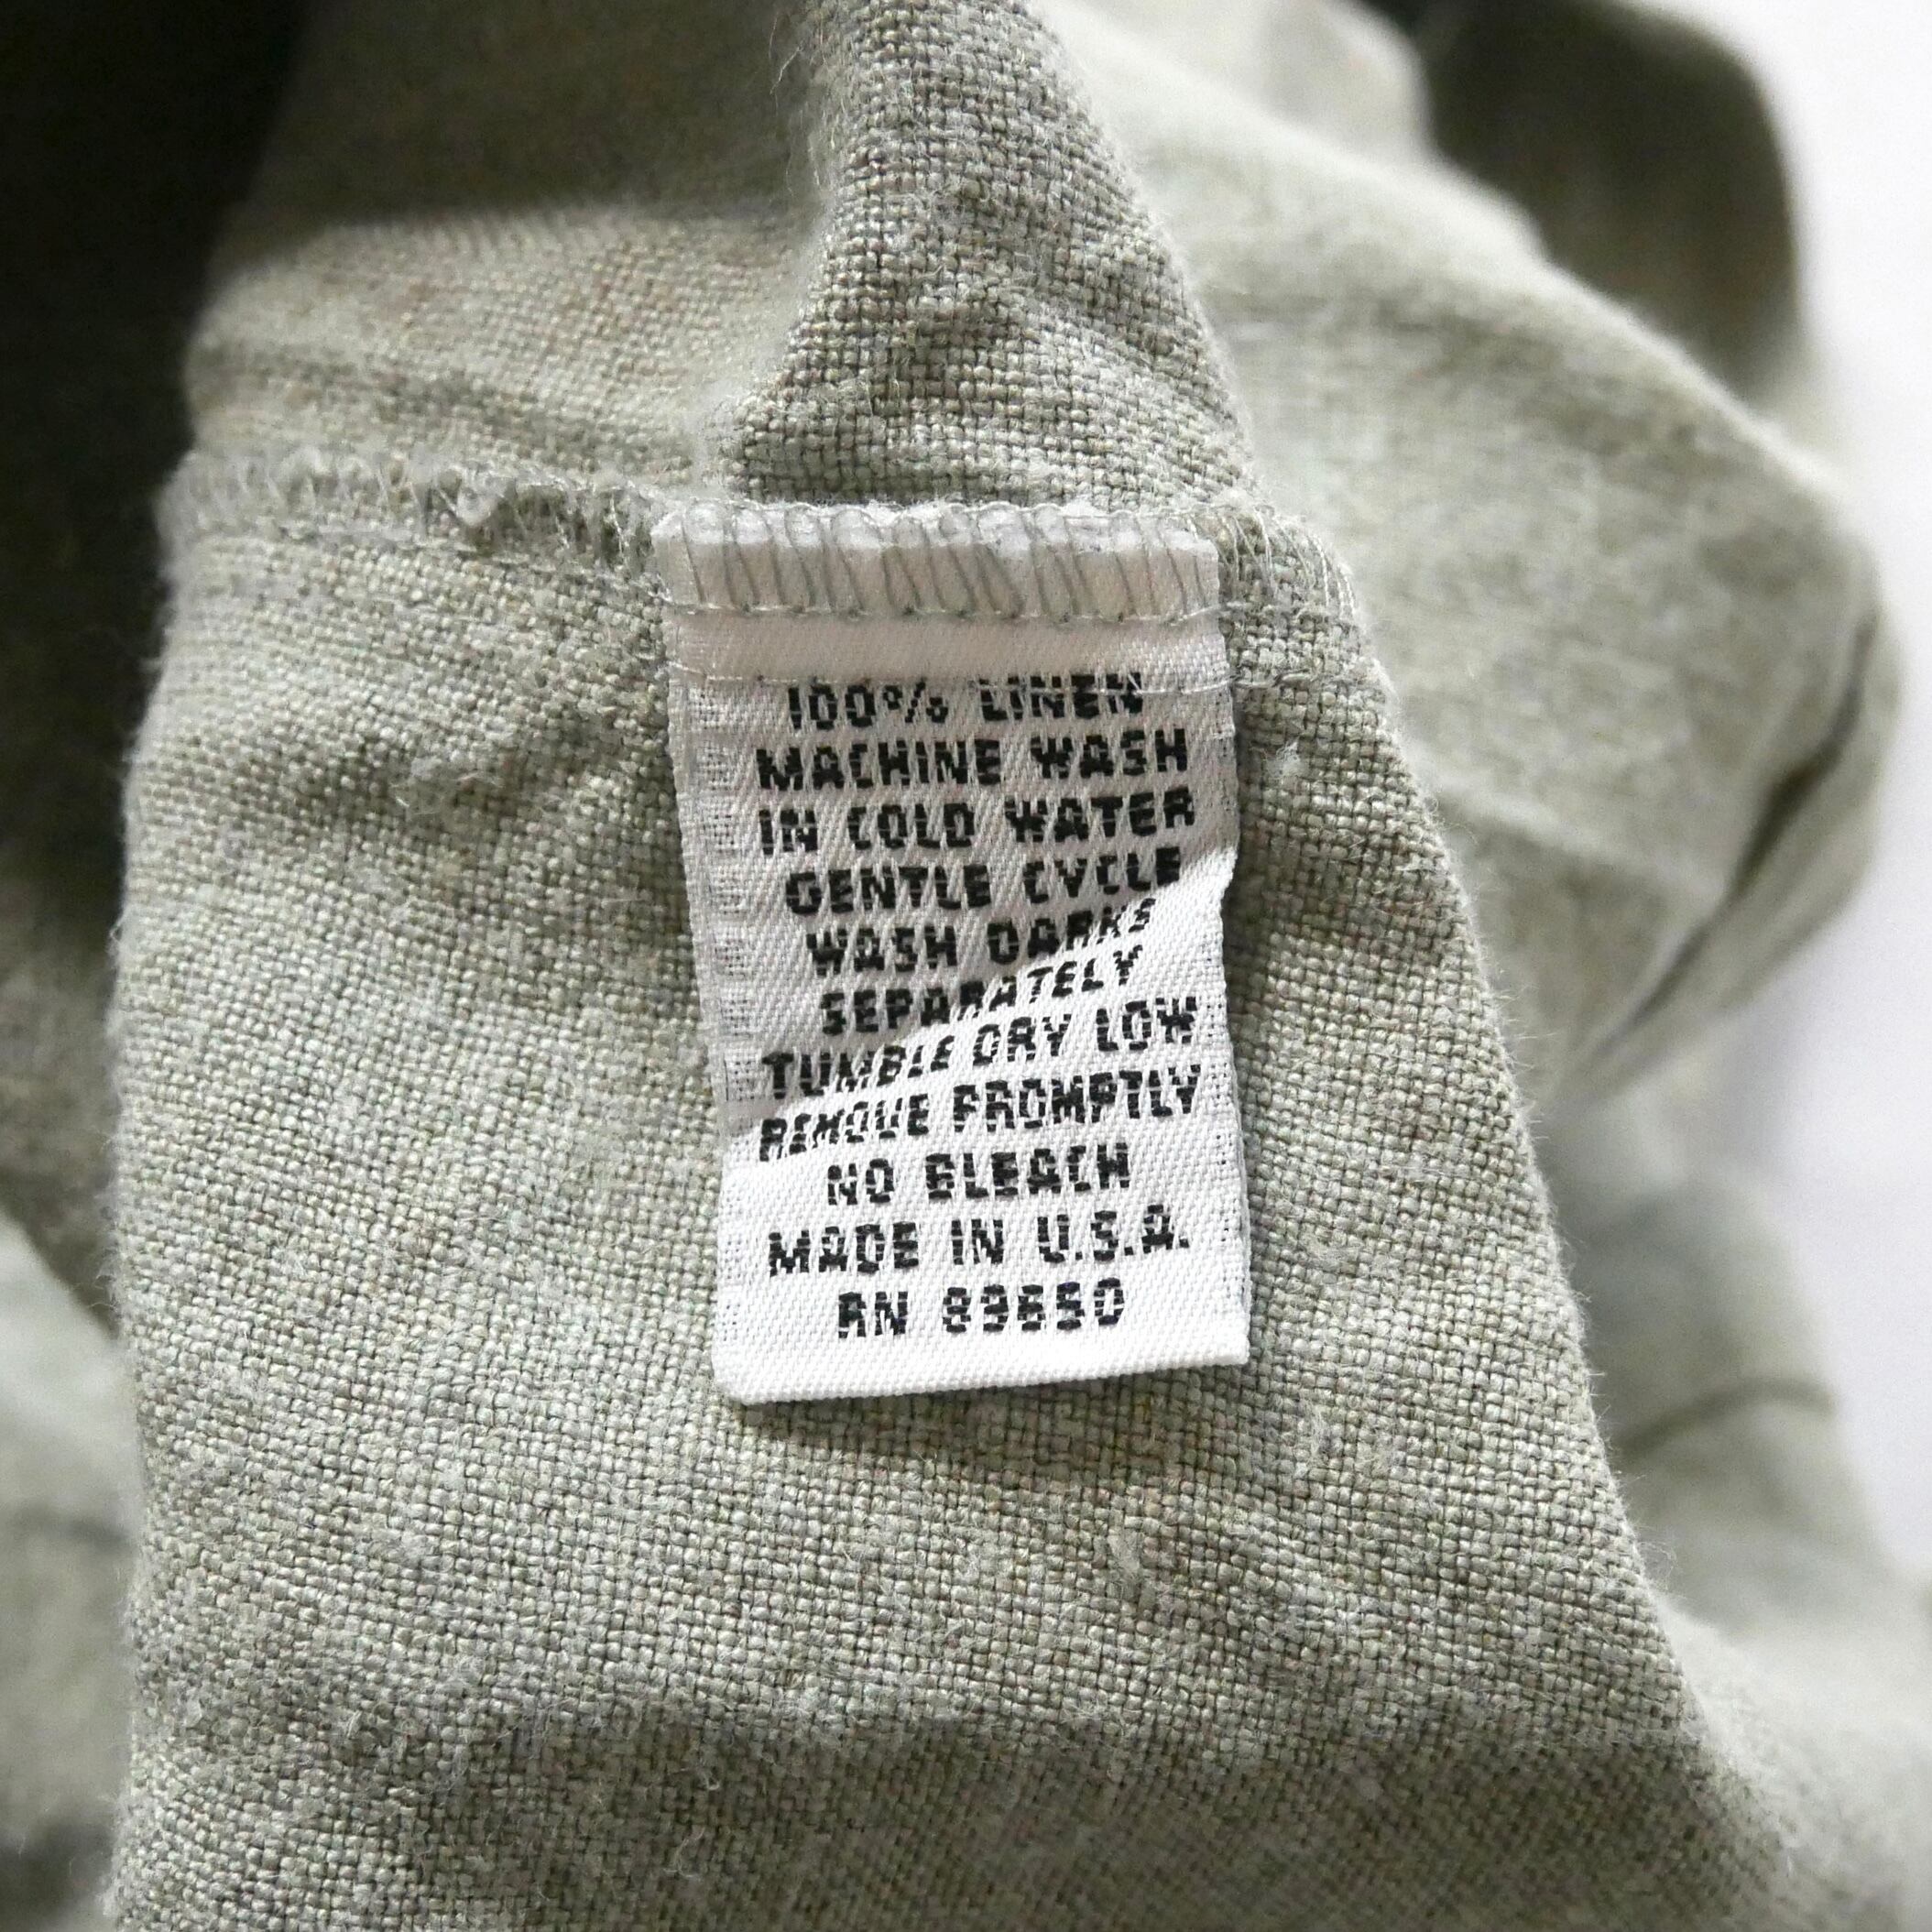 100% LINEN
MACHINE WASH
IN COLD WATER
GENTLE CYCLE
WASH DARKS
SEPARATELY
TUMBLE DRY LOW
REMOVE PROMPTLY
NO BLEACH
MADE IN U.S.A.
RN 89650